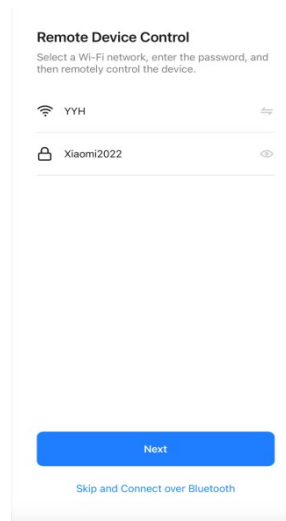 Remote Device Control
Select a Wi-Fi network, enter the password, and
then remotely control the device.
YYH
Xiaomi2022
Next
Skip and Connect over Bluetooth